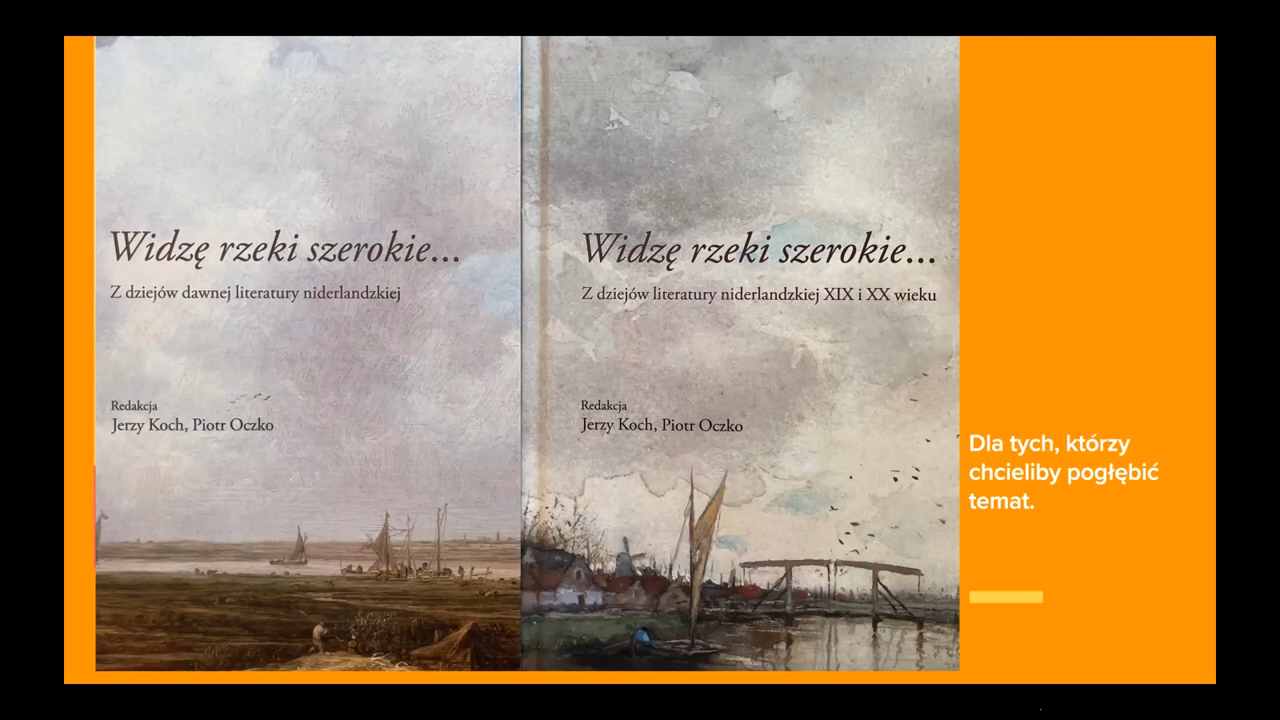 Widzę rzeki szerokie...
Z dziejów dawnej literatury niderlandzkiej
Redakcja
Jerzy Koch, Piotr Oczko
Widzę rzeki szerokie...
Z dziejów literatury niderlandzkiej XIX i XX wieku
Redakcja
Jerzy Koch, Piotr Oczko
Dla tych, którzy
chcieliby pogłębić
temat.